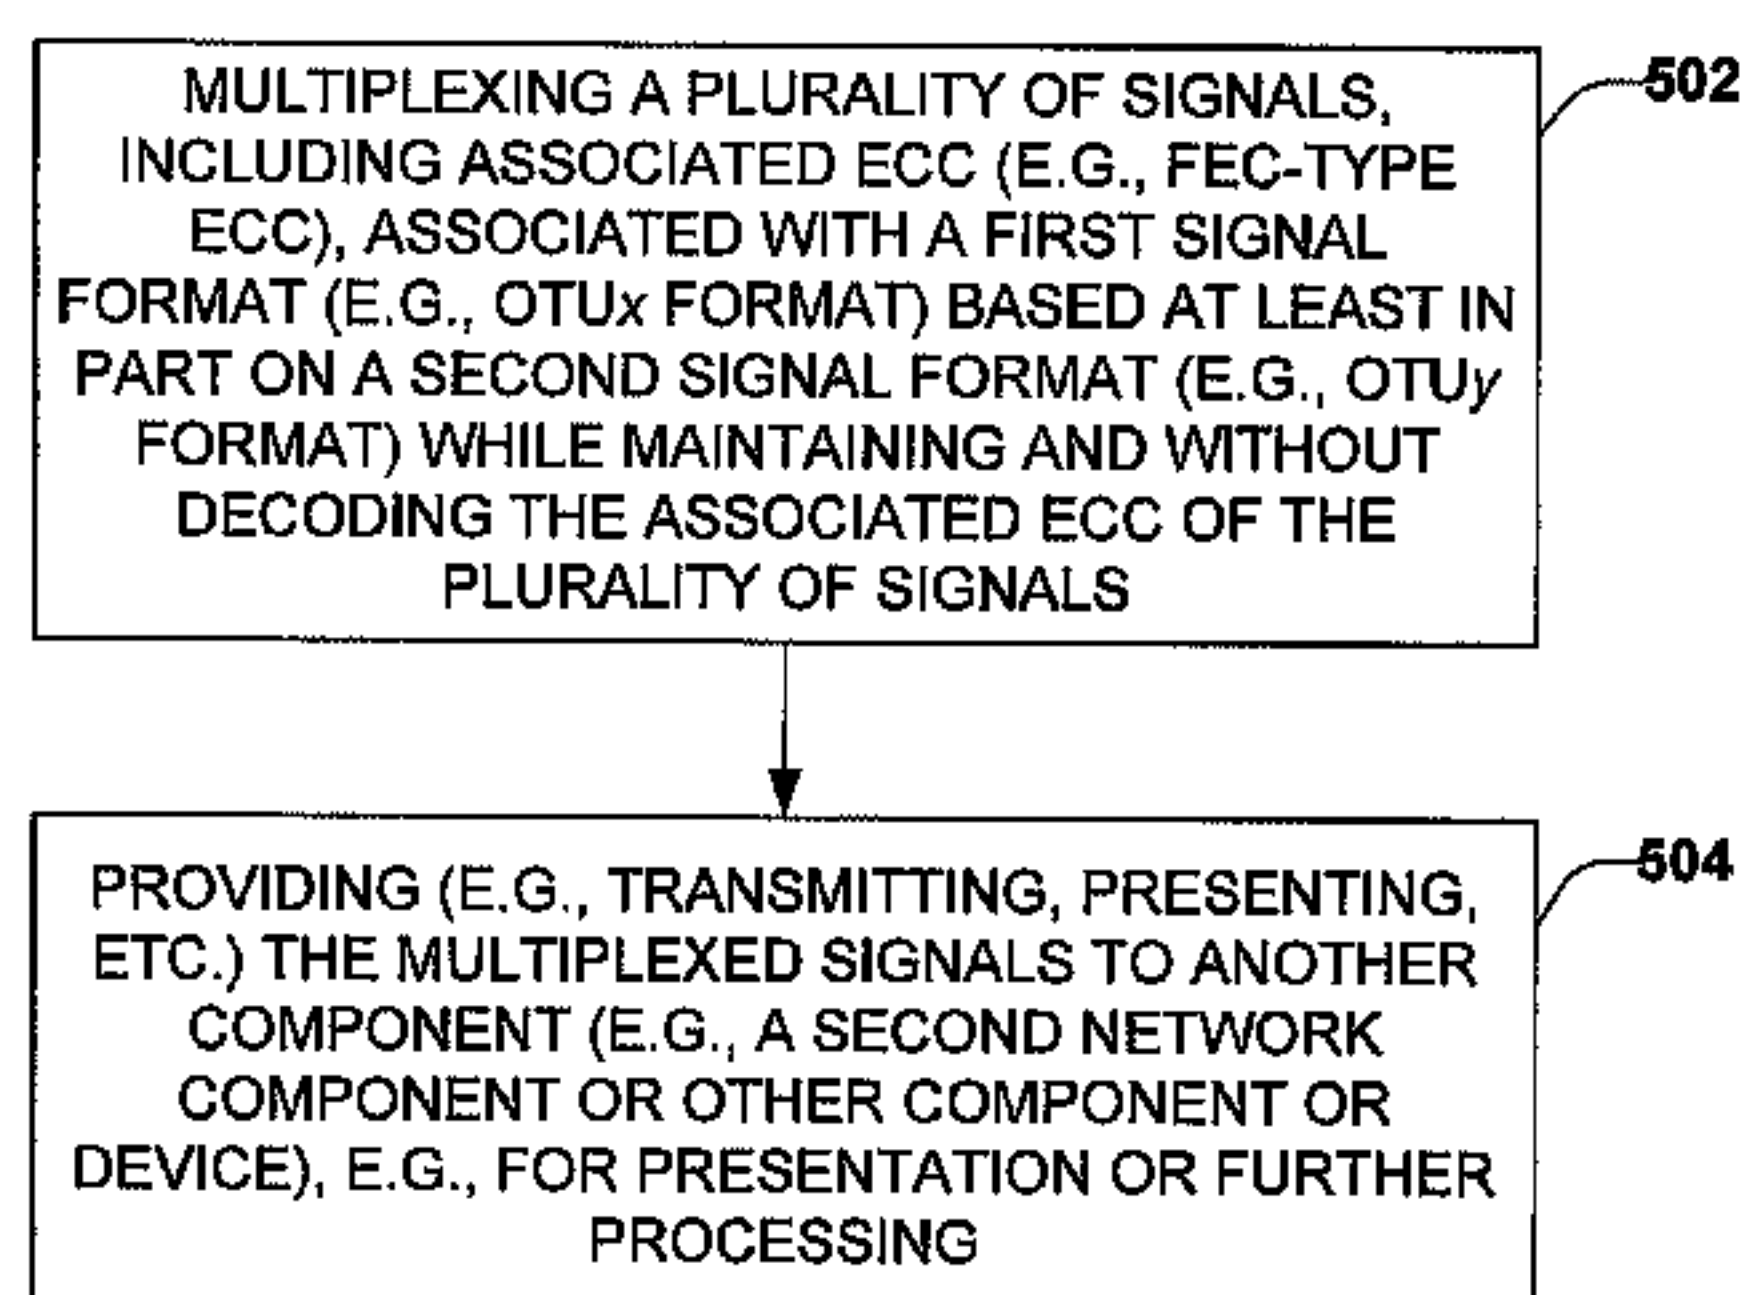 MULTIPLEXING A PLURALITY OF SIGNALS,
INCLUDING ASSOCIATED ECC (E.G., FEC-TYPE
ECC), ASSOCIATED WITH A FIRST SIGNAL
FORMAT (E.G., OTUx FORMAT) BASED AT LEAST IN
PART ON A SECOND SIGNAL FORMAT (E.G., OTUy
FORMAT) WHILE MAINTAINING AND WITHOUT
DECODING THE ASSOCIATED ECC OF THE
PLURALITY OF SIGNALS
502
PROVIDING (E.G., TRANSMITTING, PRESENTING,
ETC.) THE MULTIPLEXED SIGNALS TO ANOTHER
COMPONENT (E.G., A SECOND NETWORK
COMPONENT OR OTHER COMPONENT OR
DEVICE), E.G., FOR PRESENTATION OR FURTHER
PROCESSING
504